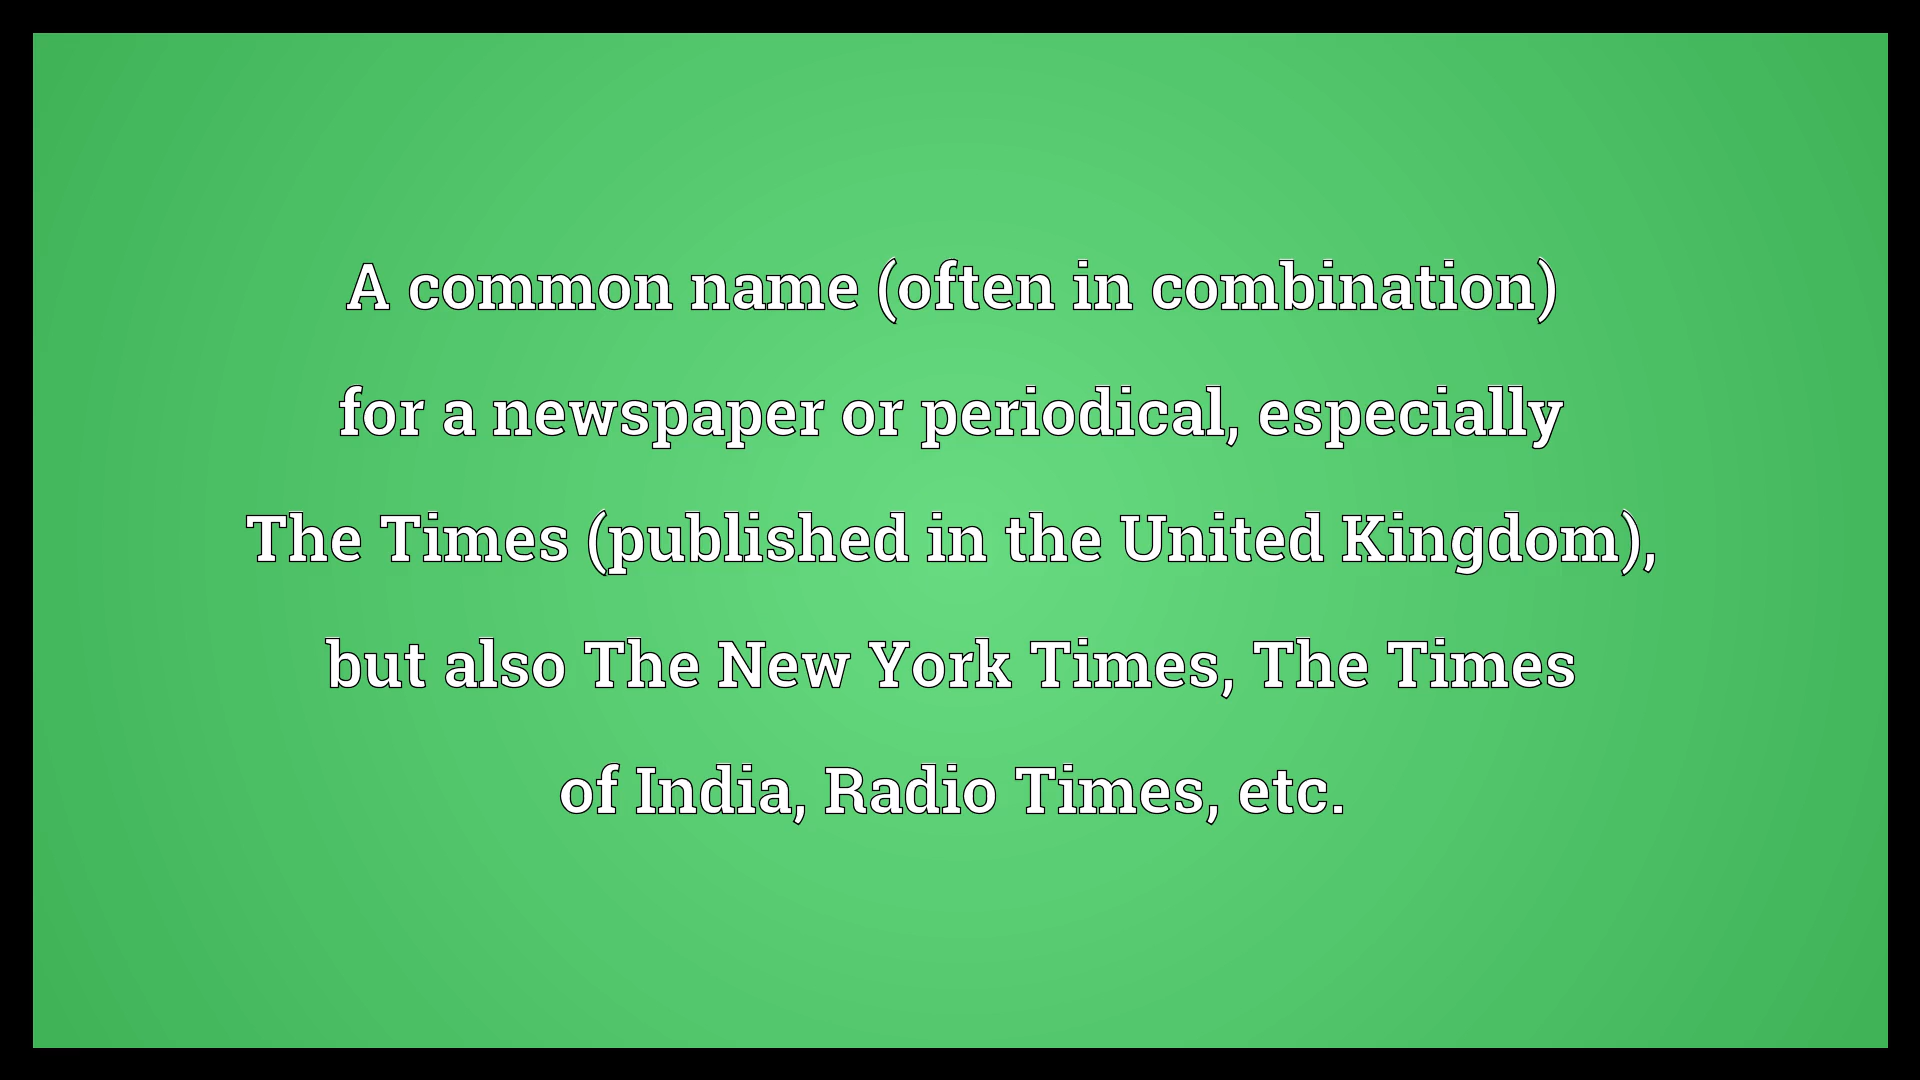 A common name (often in combination)
for a newspaper or periodical, especially
The Times (published in the United Kingdom),
but also The New York Times, The Times
of India, Radio Times, etc.